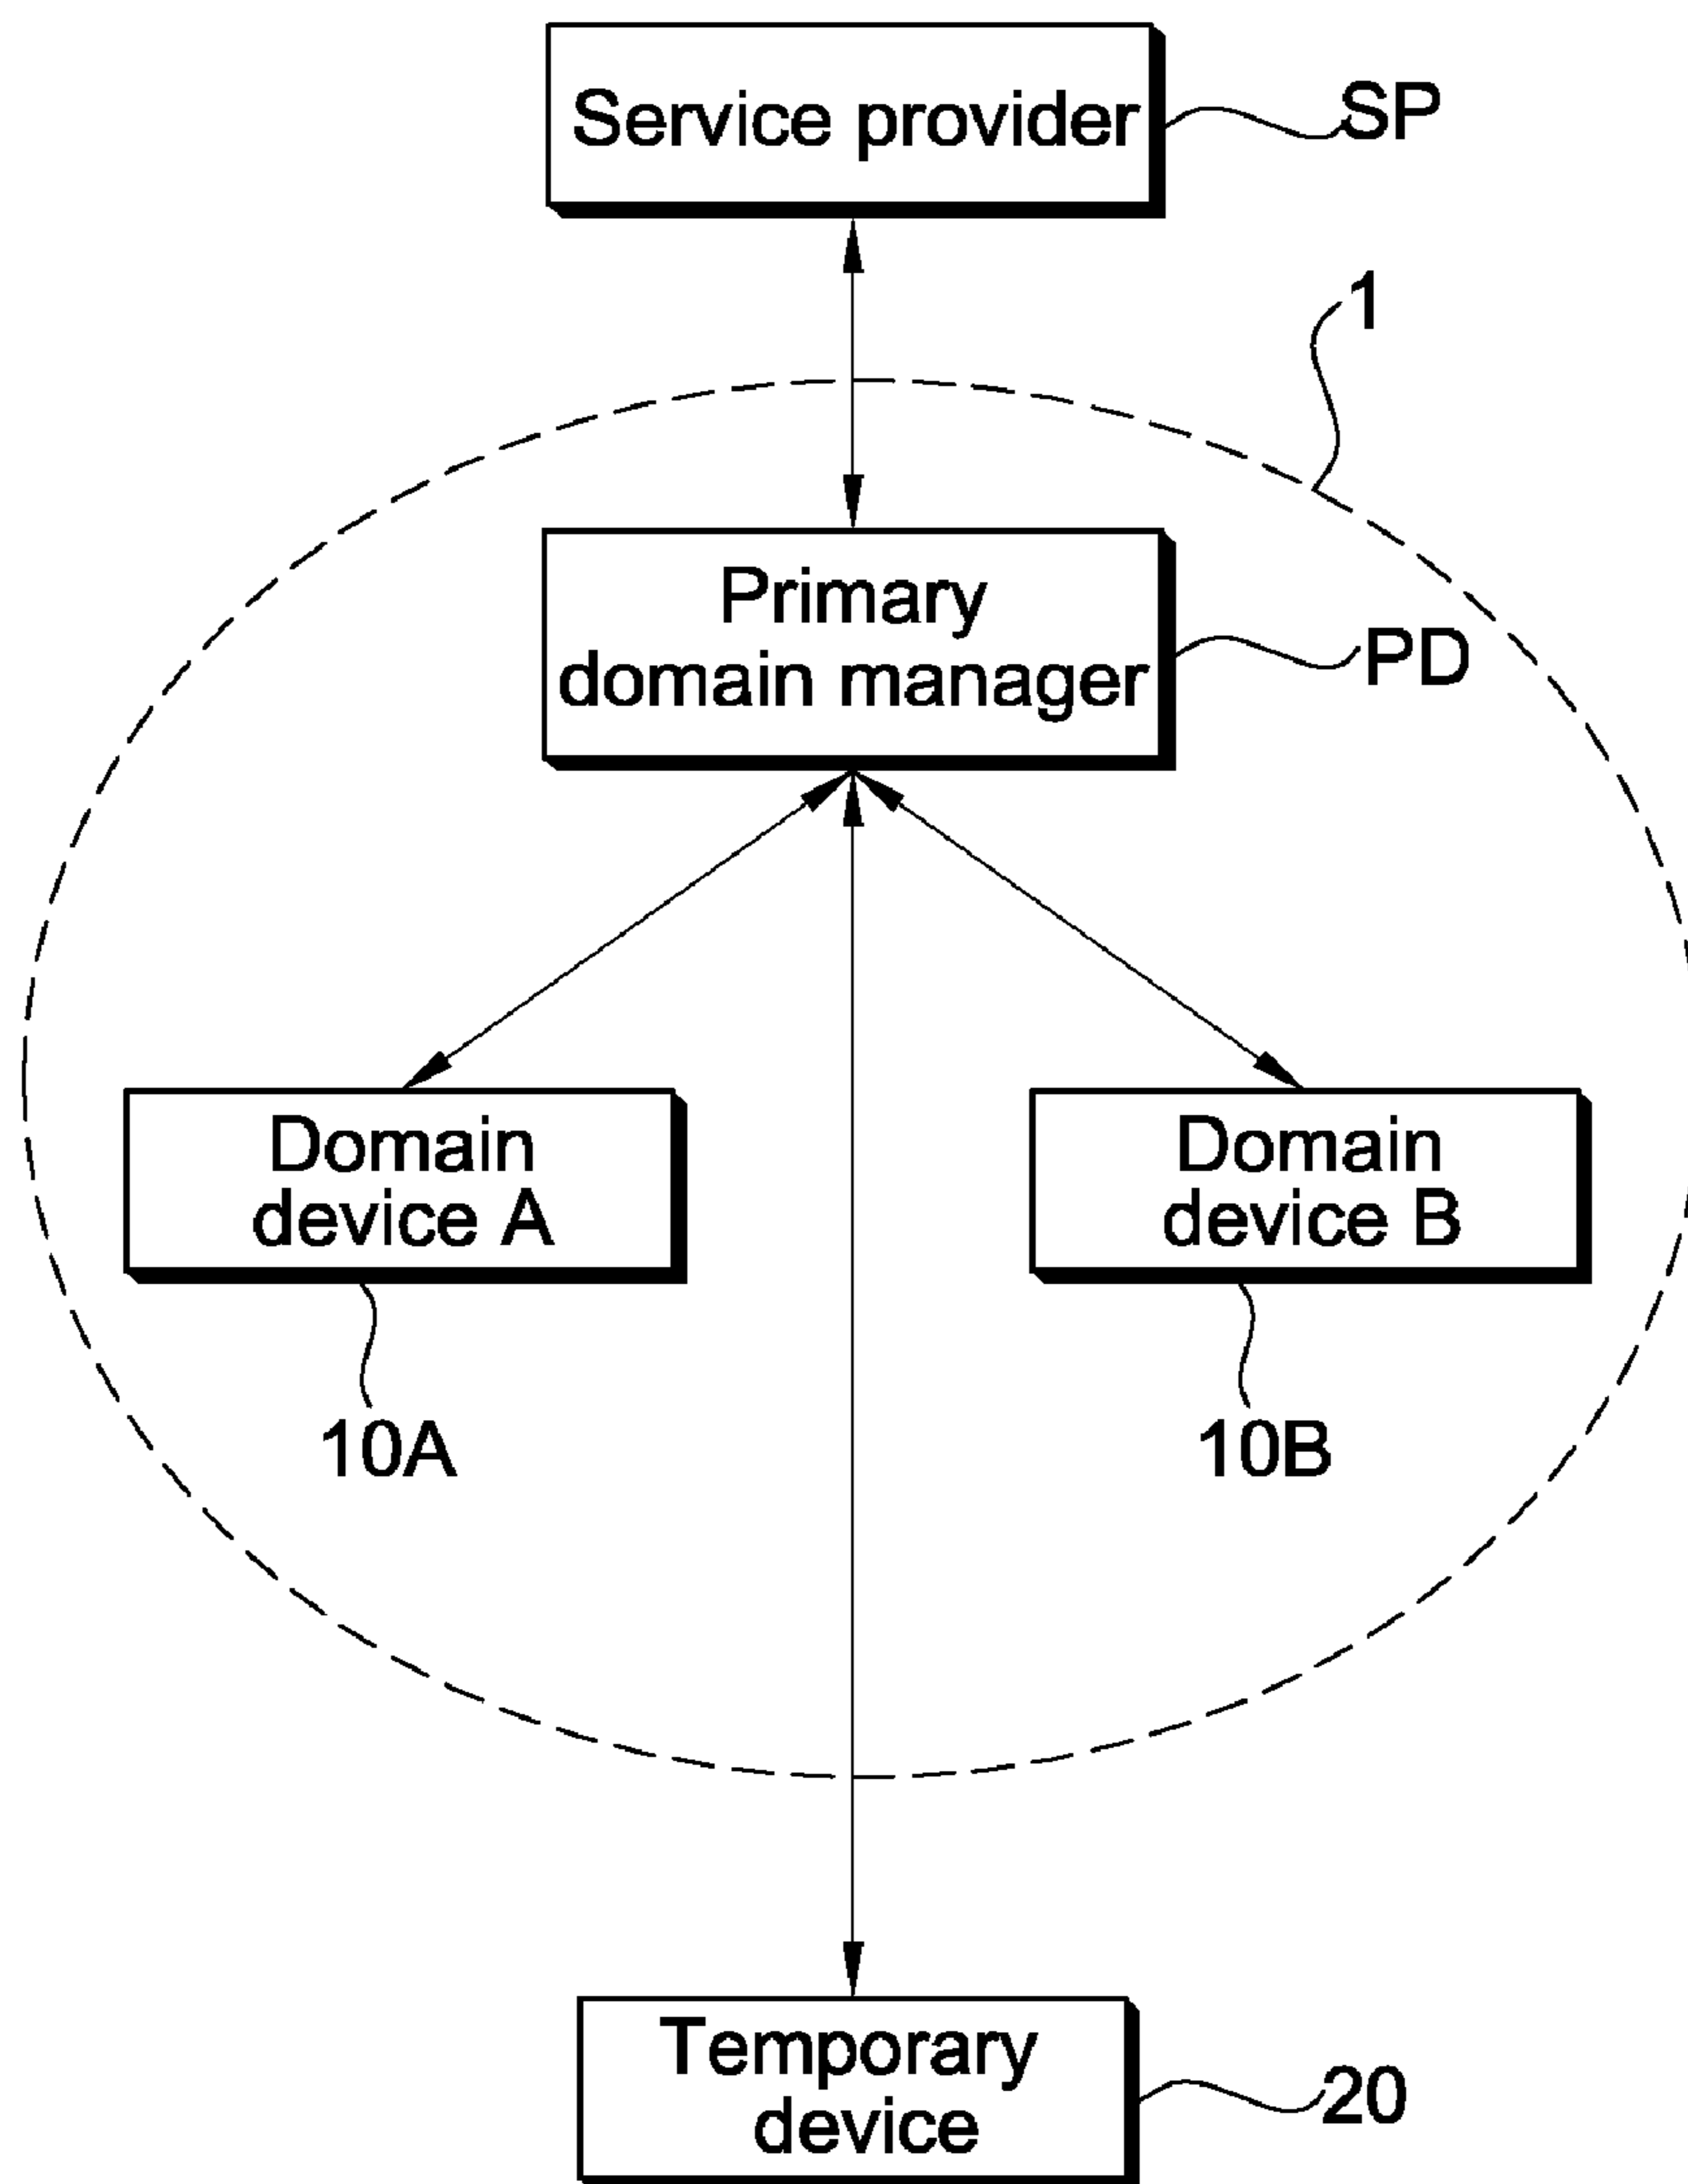 Service provider
SP
1
Primary
domain manager
PD
Domain
device A
Domain
device B
10A
10B
Temporary
device
20